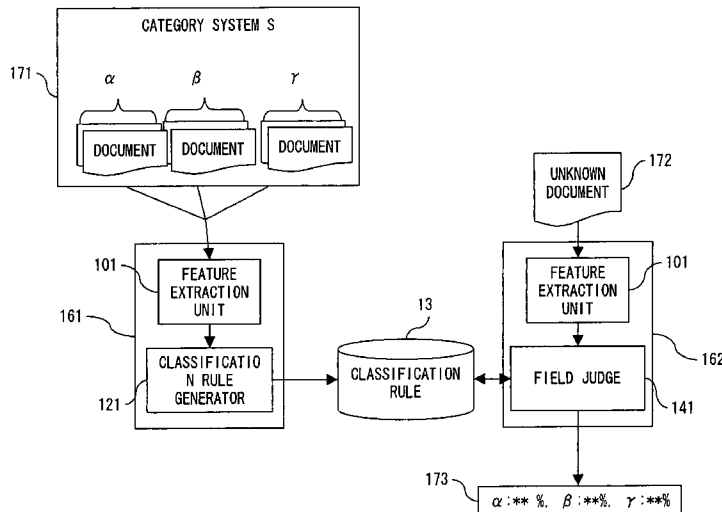 CATEGORY SYSTEM S
171
α β γ
DOCUMENT DOCUMENT DOCUMENT
UNKNOWN
DOCUMENT
172
101
FEATURE
EXTRACTION
UNIT
161
CLASSIFICATIO
N RULE
GENERATOR
121
13
CLASSIFICATION
RULE
101
FEATURE
EXTRACTION
UNIT
162
FIELD JUDGE
141
173
α:** %, β:**%, γ:**%